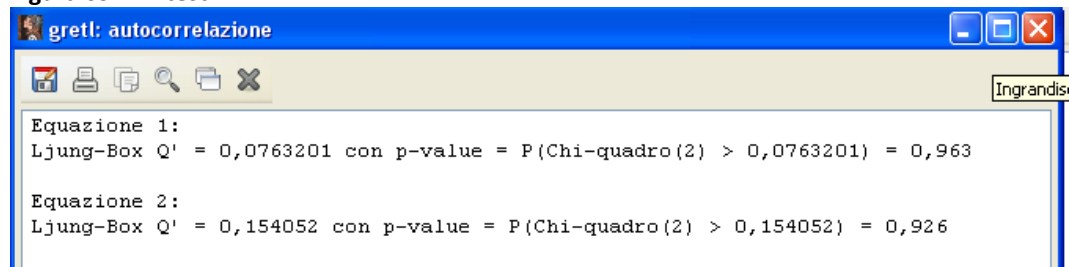 gretl: autocorrelazione
Ingrandis
Equazione 1:
Ljung-Box Q' = 0,0763201 con p-value = P(Chi-quadro(2) > 0,0763201) = 0,963
Equazione 2:
Ljung-Box Q' = 0,154052 con p-value = P(Chi-quadro(2) > 0,154052) = 0,926